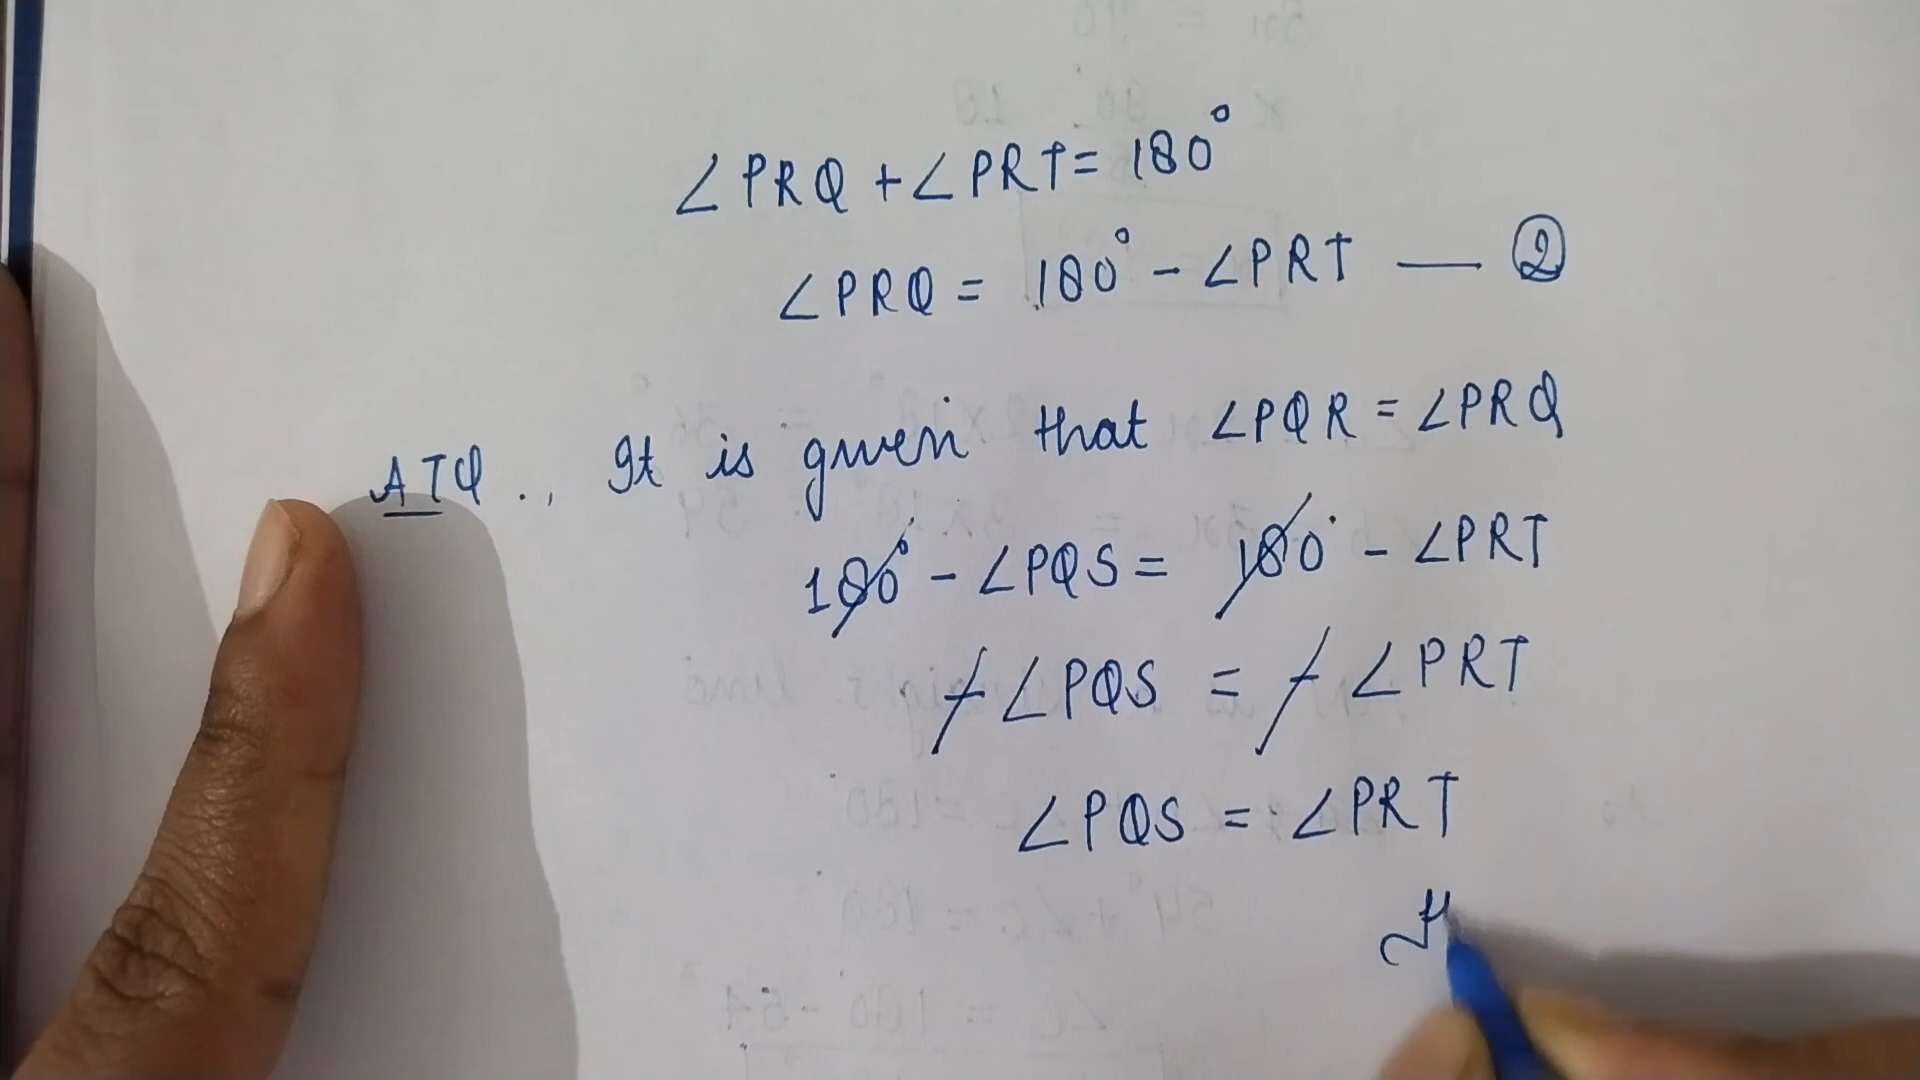 ∠PRQ + ∠PRT = 180°
∠PRQ = 180° - ∠PRT — ②
ATQ., It is given that ∠PQR = ∠PRQ
180° - ∠PQS = 180° - ∠PRT
- ∠PQS = - ∠PRT
∠PQS = ∠PRT
H